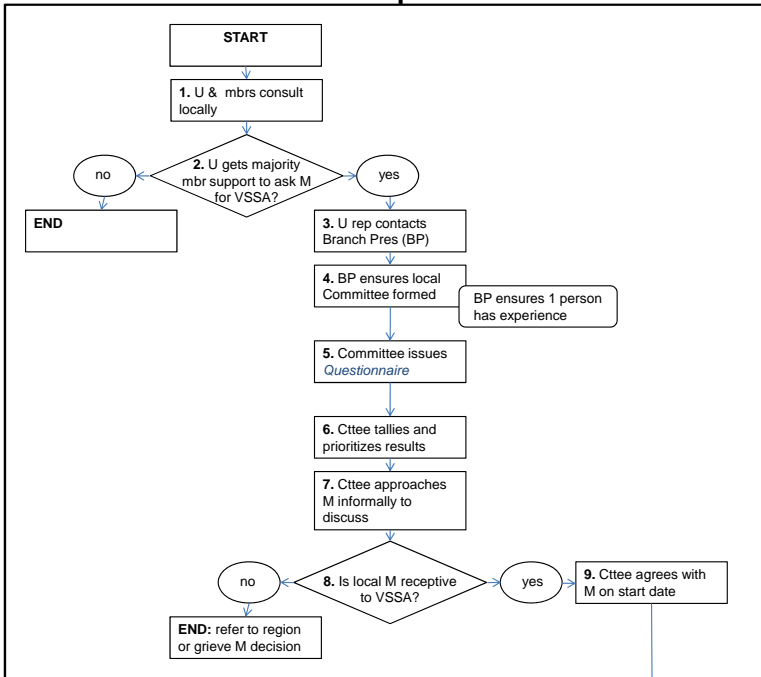 START
1. U & mbrs consult
locally
2. U gets majority
mbr support to ask M
for VSSA?
no
yes
END
3. U rep contacts
Branch Pres (BP)
4. BP ensures local
Committee formed
BP ensures 1 person
has experience
5. Committee issues
Questionnaire
6. Cttee tallies and
prioritizes results
7. Cttee approaches
M informally to
discuss
8. Is local M receptive
to VSSA?
no
yes
9. Cttee agrees with
M on start date
END: refer to region
or grieve M decision